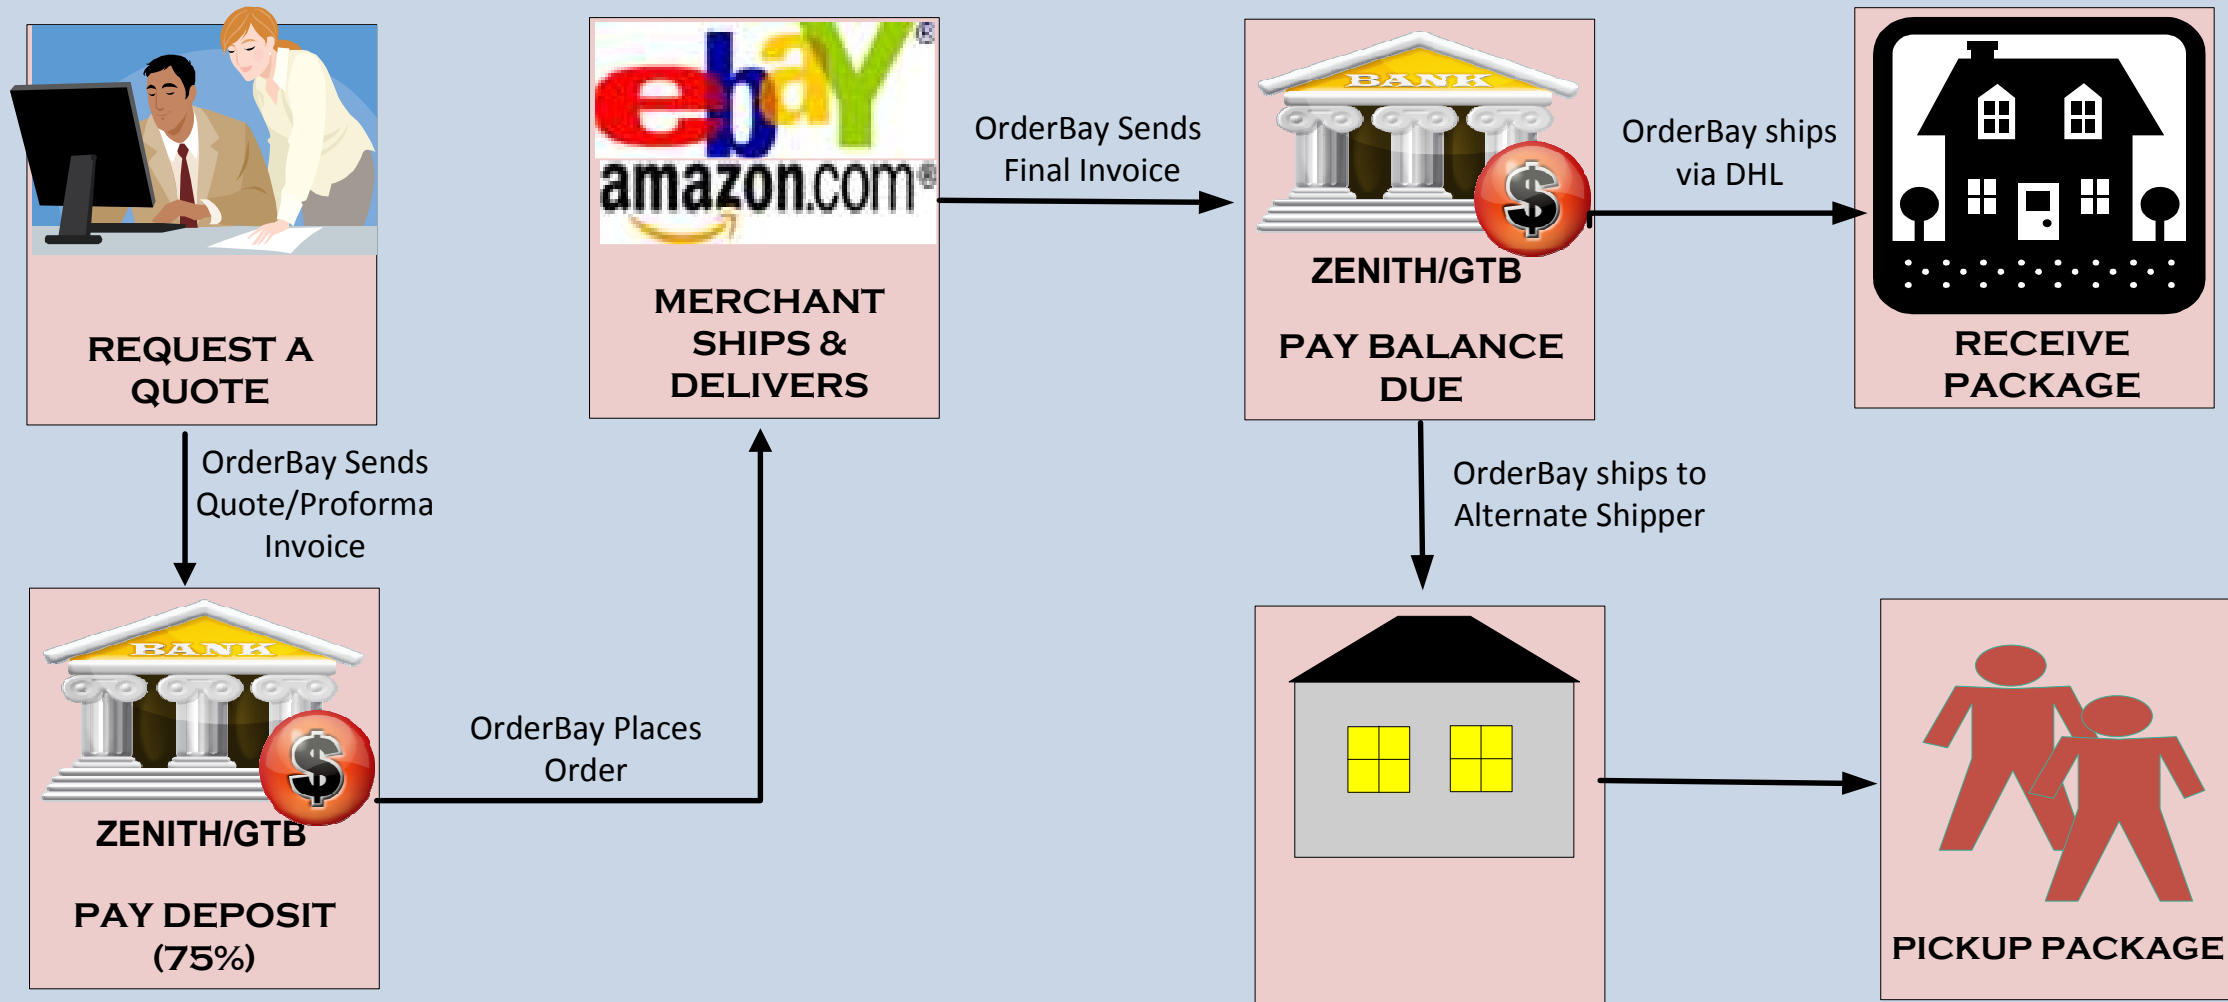 REQUEST A
QUOTE
OrderBay Sends
Quote/Proforma
Invoice
BANK
$
ZENITH/GTB
PAY DEPOSIT
(75%)
OrderBay Places
Order
ebaY®
amazon.com®
MERCHANT
SHIPS &
DELIVERS
OrderBay Sends
Final Invoice
BANK
$
ZENITH/GTB
PAY BALANCE
DUE
OrderBay ships
via DHL
RECEIVE
PACKAGE
OrderBay ships to
Alternate Shipper
PICKUP PACKAGE